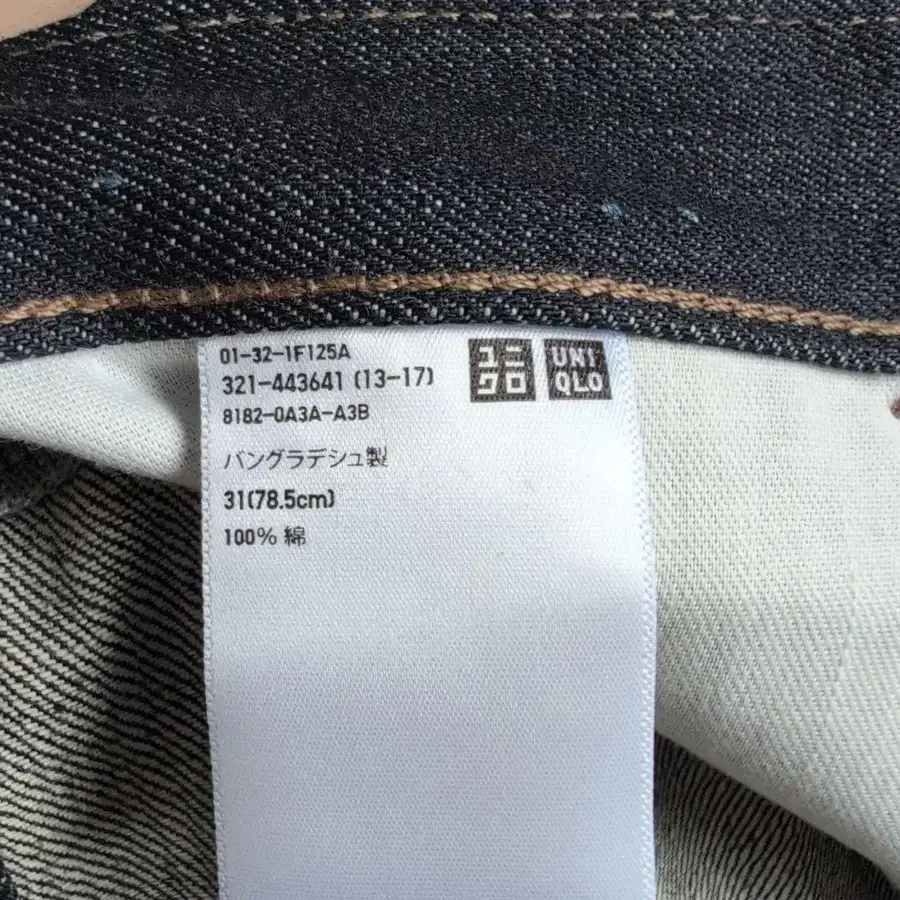 01-32-1F125A
321-443641 (13-17)
8182-0A3A-A3B
バングラデシュ製
31(78.5cm)
100% 綿
ユニ
クロ
UNI
QLO